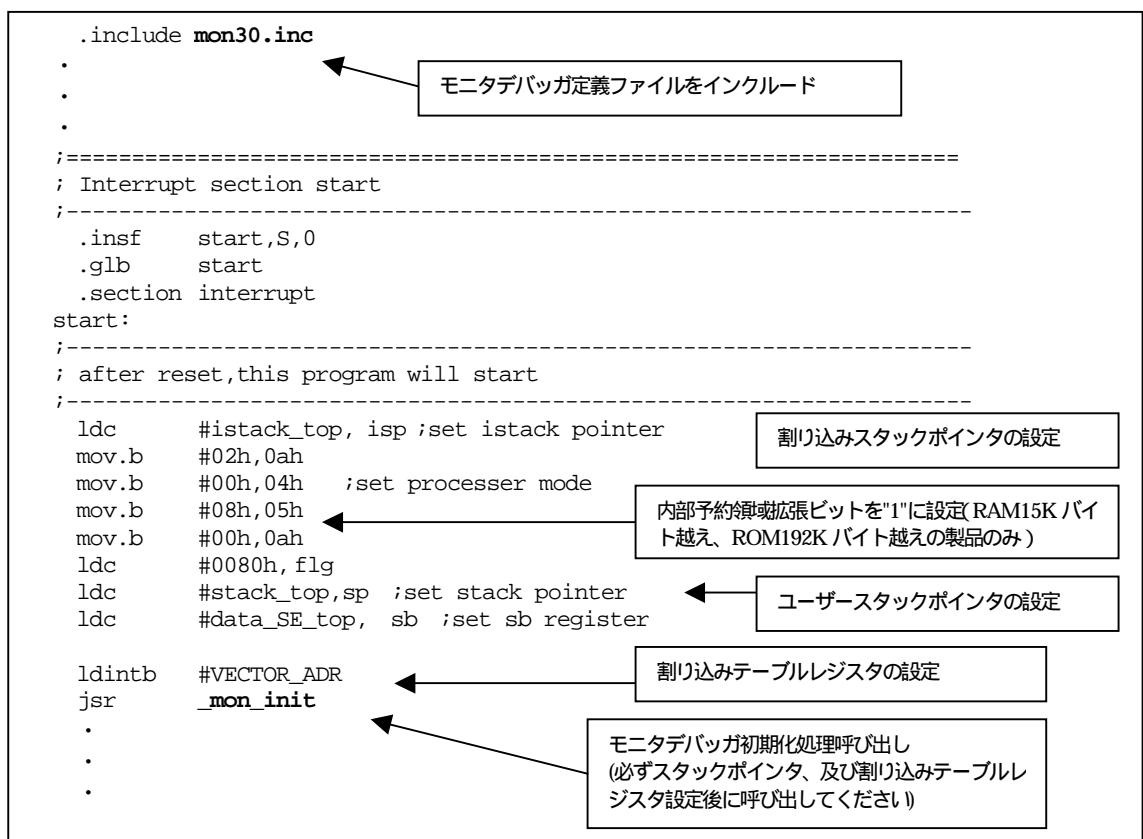 .include mon30.inc
.
モニタデバッガ定義ファイルをインクルード
.
.
;====================================================================
; Interrupt section start
;---------------------------------------------------------------------
.insf start,S,0
.glb start
.section interrupt
start:
;---------------------------------------------------------------------
; after reset,this program will start
;---------------------------------------------------------------------
ldc #istack_top, isp ;set istack pointer
割り込みスタックポインタの設定
mov.b #02h,0ah
mov.b #00h,04h ;set processer mode
mov.b #08h,05h
内部予約領域拡張ビットを"1"に設定(RAM15K バイ
ト越え、ROM192K バイト越えの製品のみ)
mov.b #00h,0ah
ldc #0080h,flg
ldc #stack_top,sp ;set stack pointer
ユーザースタックポインタの設定
ldc #data_SE_top, sb ;set sb register
ldintb #VECTOR_ADR
割り込みテーブルレジスタの設定
jsr _mon_init
.
.
.
モニタデバッガ初期化処理呼び出し
(必ずスタックポインタ、及び割り込みテーブルレ
ジスタ設定後に呼び出してください)